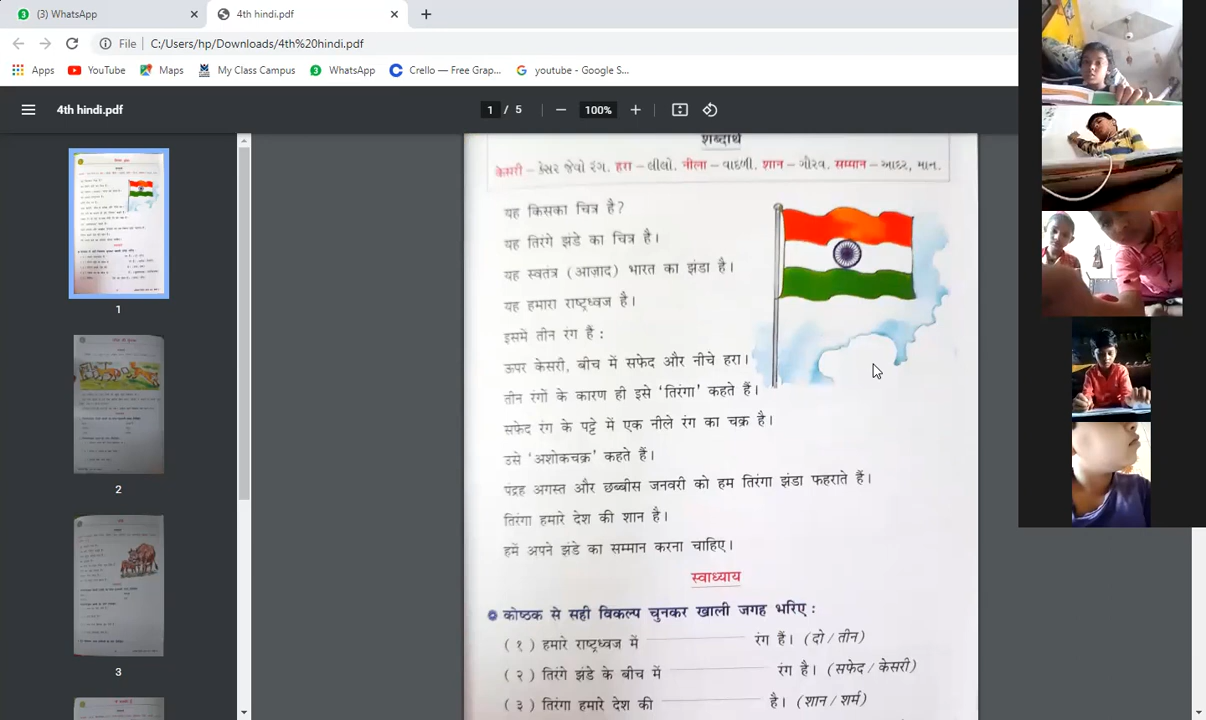 (3) WhatsApp
4th hindi.pdf
File
C:/Users/hp/Downloads/4th%20hindi.pdf
Apps
YouTube
Maps
My Class Campus
WhatsApp
Crello — Free Grap...
youtube - Google S...
4th hindi.pdf
1 / 5
100%
1
2
3
शब्दार्थ
केसरी – કેસર જેવો રંગ. हरा – લીલો. नीला – વાદળી. शान – ગૌરવ. सम्मान – આદર, માન.
यह किसका चित्र है?
यह तिरंगे झंडे का चित्र है।
यह स्वतंत्र (आज़ाद) भारत का झंडा है।
यह हमारा राष्ट्रध्वज है।
इसमें तीन रंग हैं :
ऊपर केसरी, बीच में सफेद और नीचे हरा।
तीन रंगों के कारण ही इसे ‘तिरंगा’ कहते हैं।
सफेद रंग के पट्टे में एक नीले रंग का चक्र है।
उसे ‘अशोकचक्र’ कहते हैं।
पंद्रह अगस्त और छब्बीस जनवरी को हम तिरंगा झंडा फहराते हैं।
तिरंगा हमारे देश की शान है।
हमें अपने झंडे का सम्मान करना चाहिए।
स्वाध्याय
कोष्ठक से सही विकल्प चुनकर खाली जगह भरिए :
(१) हमारे राष्ट्रध्वज में रंग हैं। (दो / तीन)
(२) तिरंगे झंडे के बीच में रंग है। (सफेद / केसरी)
(३) तिरंगा हमारे देश की है। (शान / शर्म)